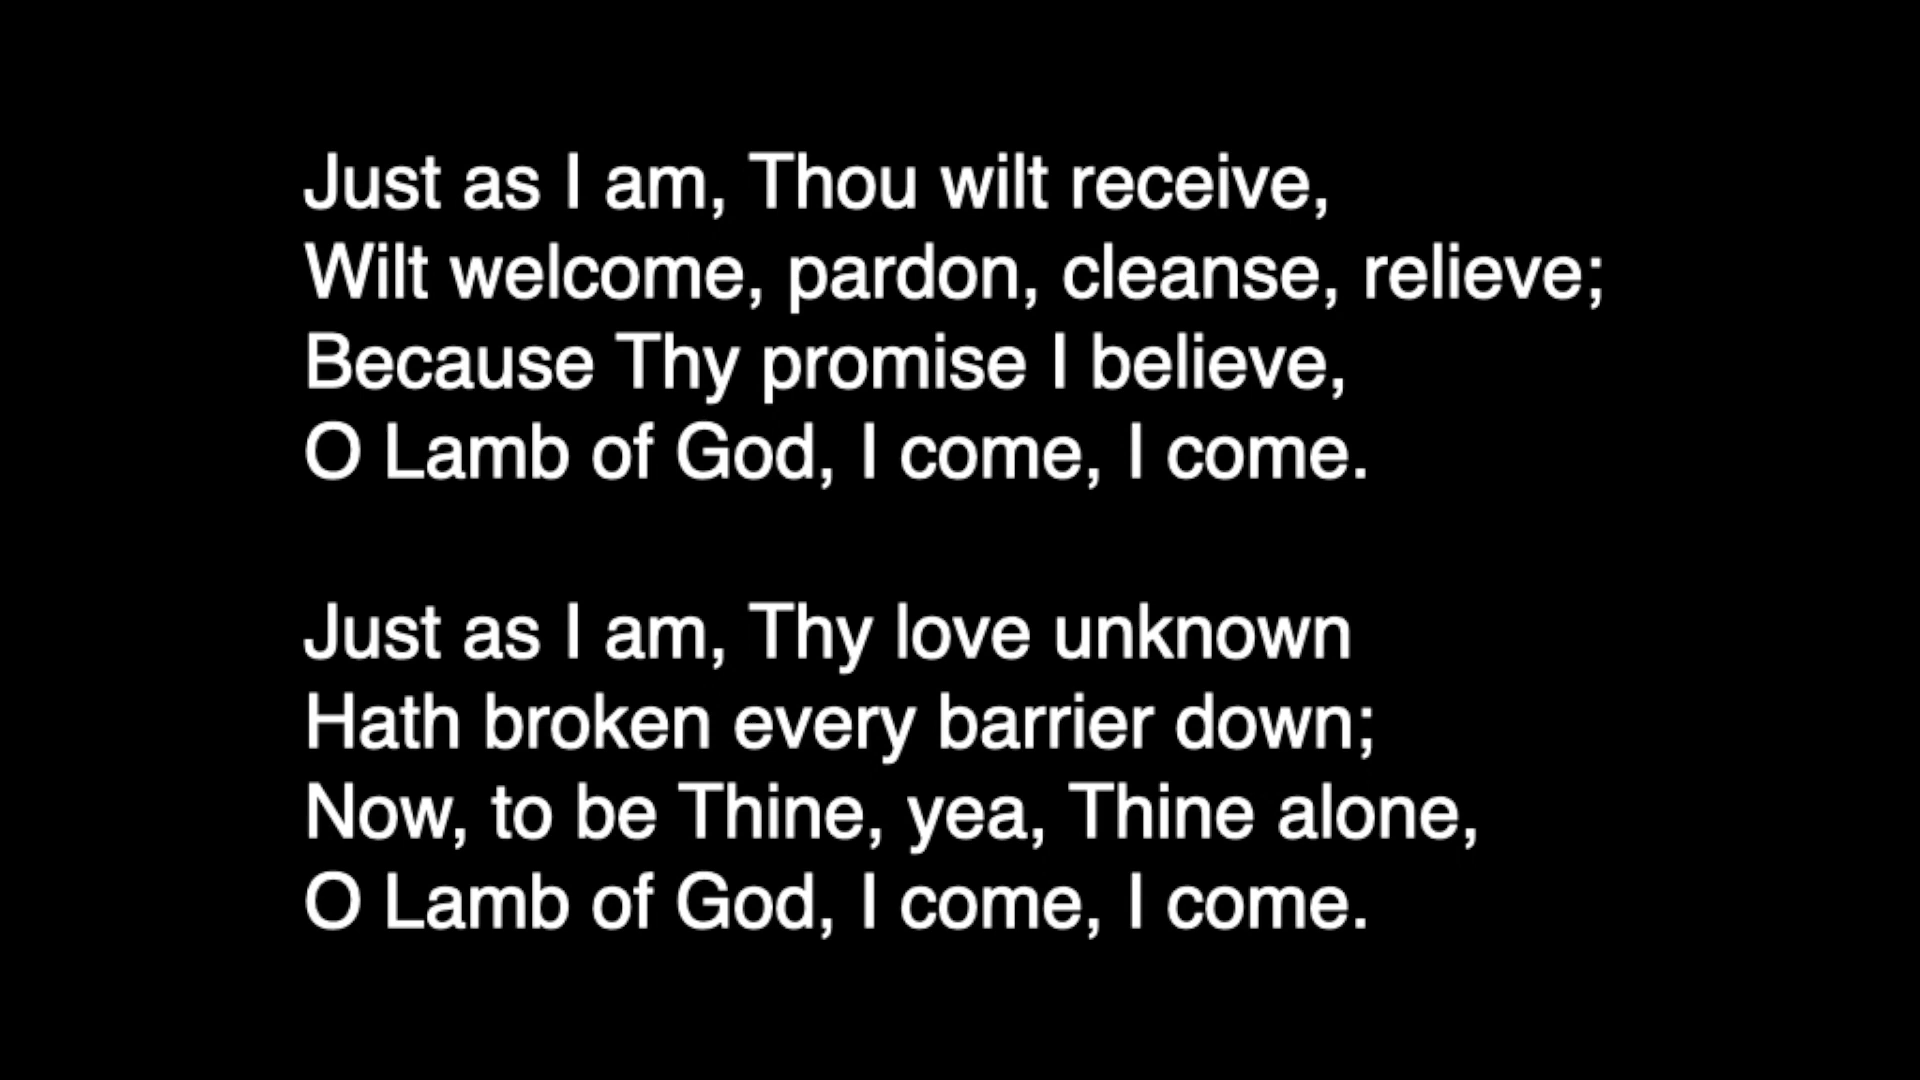 Just as I am, Thou wilt receive,
Wilt welcome, pardon, cleanse, relieve;
Because Thy promise I believe,
O Lamb of God, I come, I come.

Just as I am, Thy love unknown
Hath broken every barrier down;
Now, to be Thine, yea, Thine alone,
O Lamb of God, I come, I come.